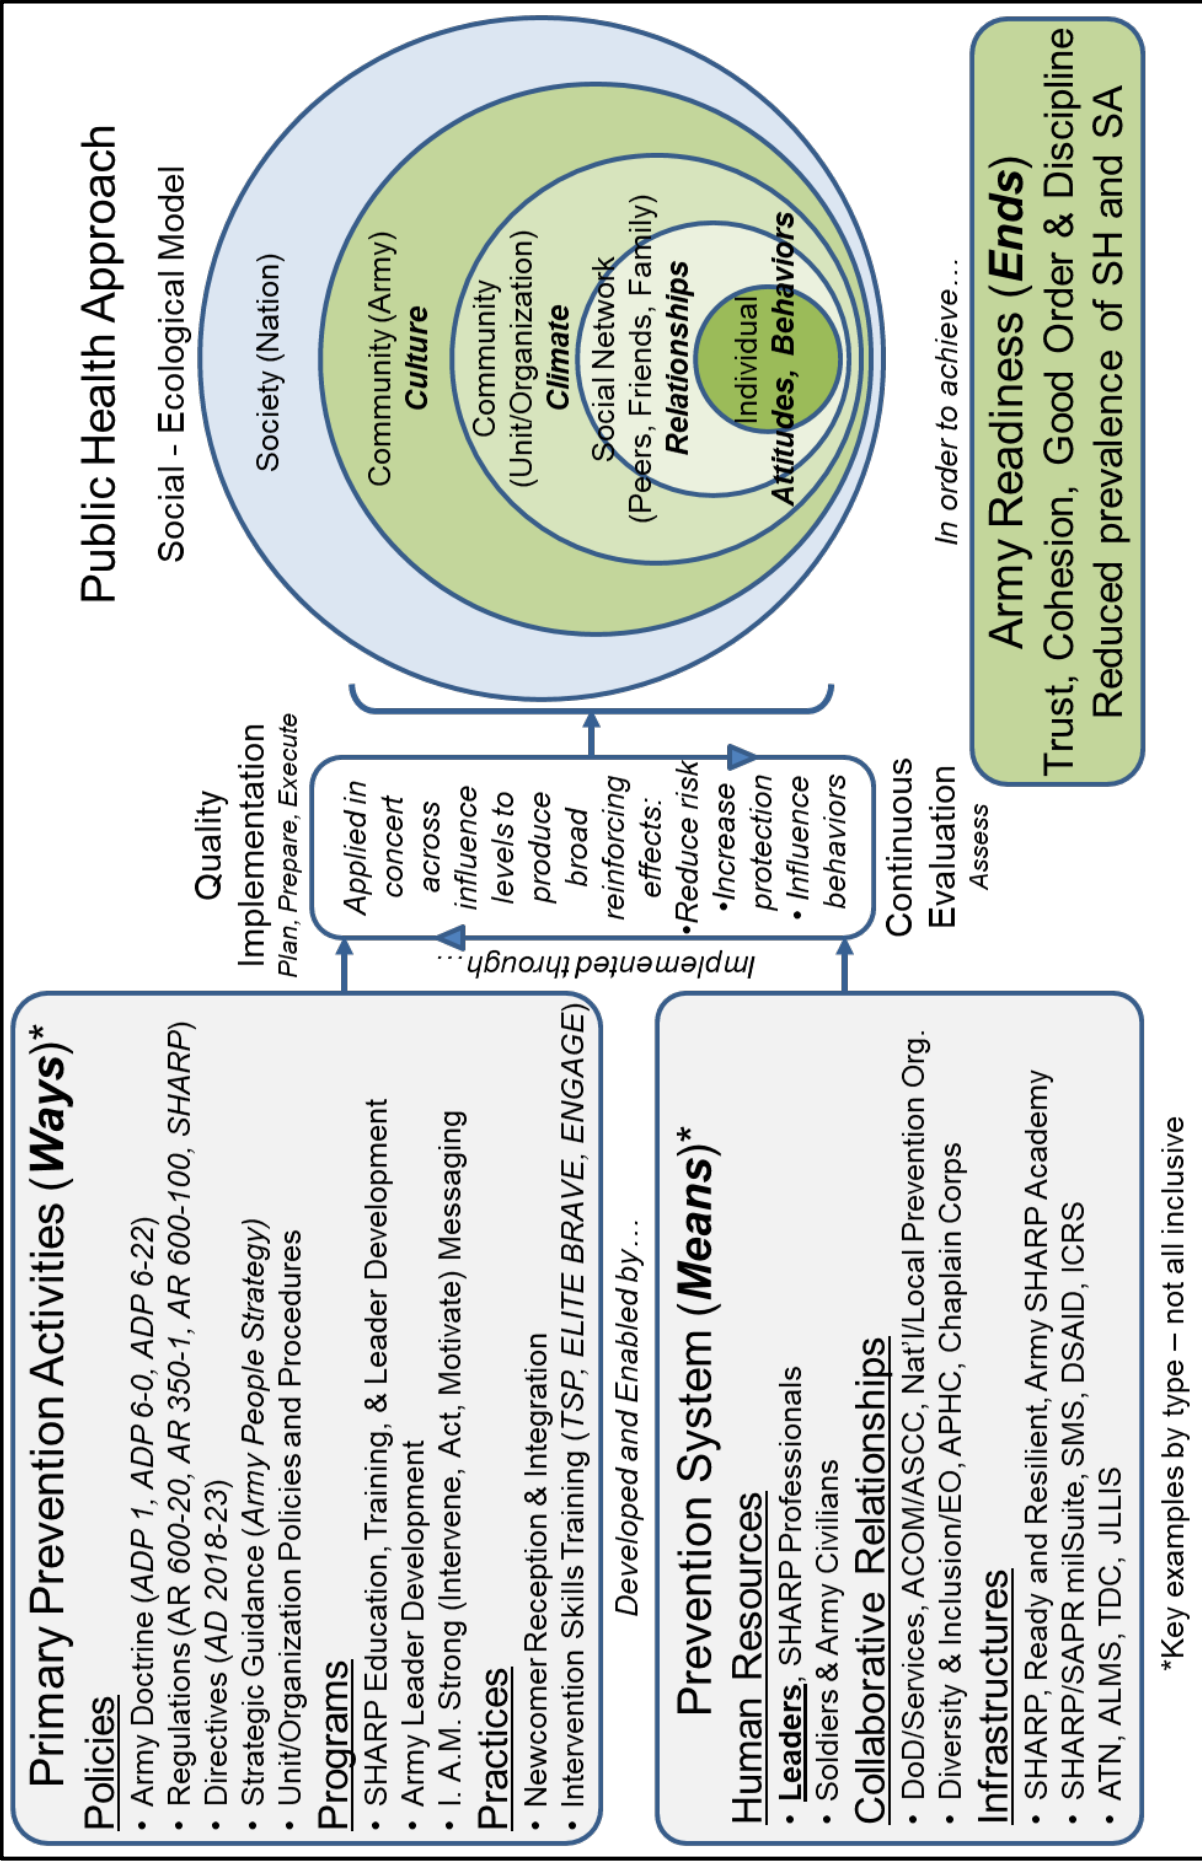 Primary Prevention Activities (Ways)*
Policies
• Army Doctrine (ADP 1, ADP 6-0, ADP 6-22)
• Regulations (AR 600-20, AR 350-1, AR 600-100, SHARP)
• Directives (AD 2018-23)
• Strategic Guidance (Army People Strategy)
• Unit/Organization Policies and Procedures
Programs
• SHARP Education, Training, & Leader Development
• Army Leader Development
• I. A.M. Strong (Intervene, Act, Motivate) Messaging
Practices
• Newcomer Reception & Integration
• Intervention Skills Training (TSP, ELITE BRAVE, ENGAGE)
Developed and Enabled by…
Prevention System (Means)*
Human Resources
• Leaders, SHARP Professionals
• Soldiers & Army Civilians
Collaborative Relationships
• DoD/Services, ACOM/ASCC, Nat'l/Local Prevention Org.
• Diversity & Inclusion/EO, APHC, Chaplain Corps
Infrastructures
• SHARP, Ready and Resilient, Army SHARP Academy
• SHARP/SAPR milSuite, SMS, DSAID, ICRS
• ATN, ALMS, TDC, JLLIS
*Key examples by type – not all inclusive
Implemented through…
Quality
Implementation
Plan, Prepare, Execute
Applied in
concert
across
influence
levels to
produce
broad
reinforcing
effects:
•Reduce risk
•Increase
protection
• Influence
behaviors
Continuous
Evaluation
Assess
Public Health Approach
Social - Ecological Model
Society (Nation)
Community (Army)
Culture
Community
(Unit/Organization)
Climate
Social Network
(Peers, Friends, Family)
Relationships
Individual
Attitudes, Behaviors
In order to achieve…
Army Readiness (Ends)
Trust, Cohesion, Good Order & Discipline
Reduced prevalence of SH and SA